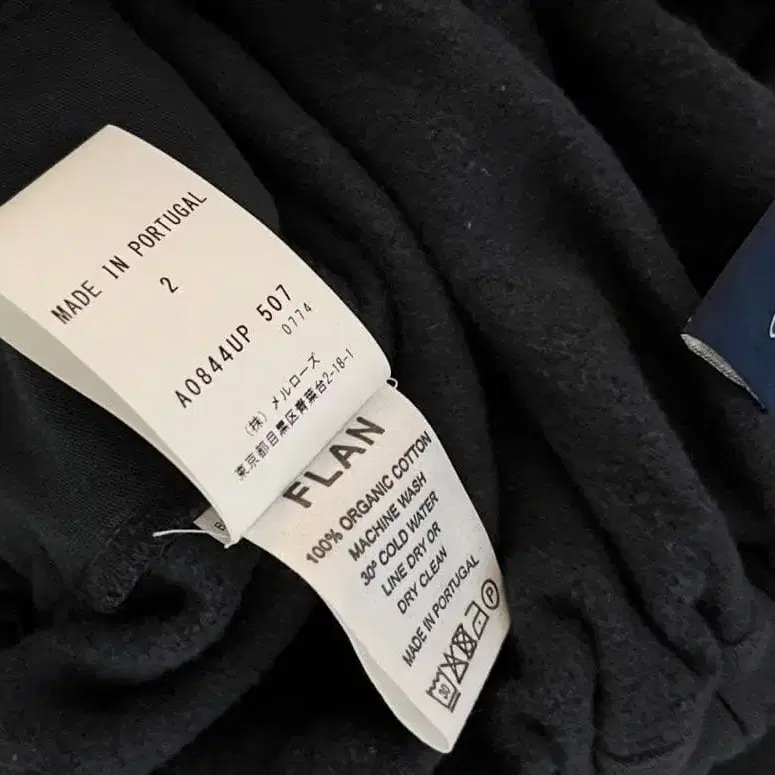 MADE IN PORTUGAL
2
A0844UP 507
0774
(株) メルローズ
東京都目黒区青葉台2-18-1
FLAN
100% ORGANIC COTTON
MACHINE WASH
30° COLD WATER
LINE DRY OR
DRY CLEAN
MADE IN PORTUGAL
30
P